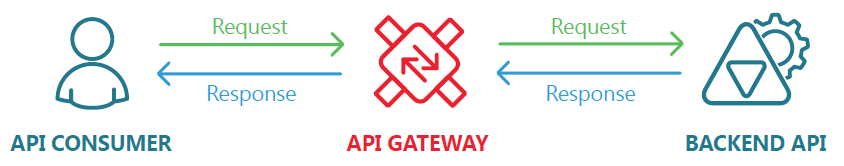 Request
Request
Response
Response
API CONSUMER
API GATEWAY
BACKEND API